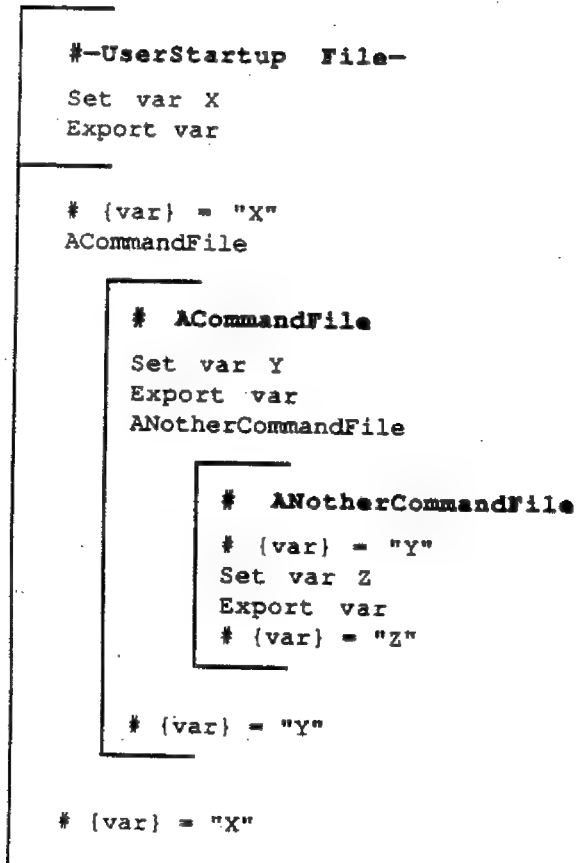 #—UserStartup File—
Set var X
Export var
# {var} = "X"
ACommandFile
# ACommandFile
Set var Y
Export var
ANotherCommandFile
# ANotherCommandFile
# {var} = "Y"
Set var Z
Export var
# {var} = "Z"
# {var} = "Y"
# {var} = "X"